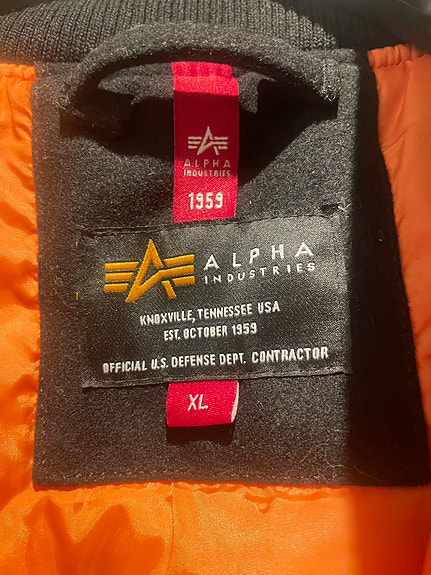 ALPHA
INDUSTRIES
1959
ALPHA
INDUSTRIES
KNOXVILLE, TENNESSEE USA
EST. OCTOBER 1959
OFFICIAL U.S. DEFENSE DEPT. CONTRACTOR
XL